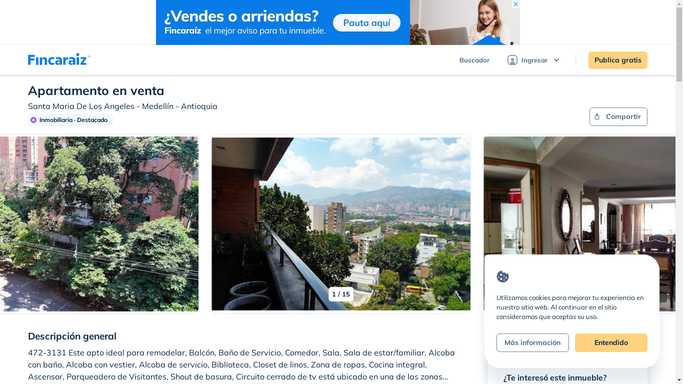 ¿Vendes o arriendas?
Fincaraíz el mejor aviso para tu inmueble.
Pauta aquí
Fincaraíz
Buscador
Ingresar
Publica gratis
Apartamento en venta
Santa Maria De Los Angeles - Medellín - Antioquia
Inmobiliaria · Destacado
Compartir
1 / 15
Utilizamos cookies para mejorar tu experiencia en
nuestro sitio web. Al continuar en el sitio
consideramos que aceptas su uso.
Más información
Entendido
Descripción general
472-3131 Este apto ideal para remodelar, Balcón, Baño de Servicio, Comedor, Sala, Sala de estar/familiar, Alcoba
con baño, Alcoba con vestier, Alcoba de servicio, Biblioteca, Closet de linos, Zona de ropas, Cocina integral,
Ascensor, Parqueadero de Visitantes, Shout de basura, Circuito cerrado de tv está ubicado en una de las zonas...
¿Te interesó este inmueble?